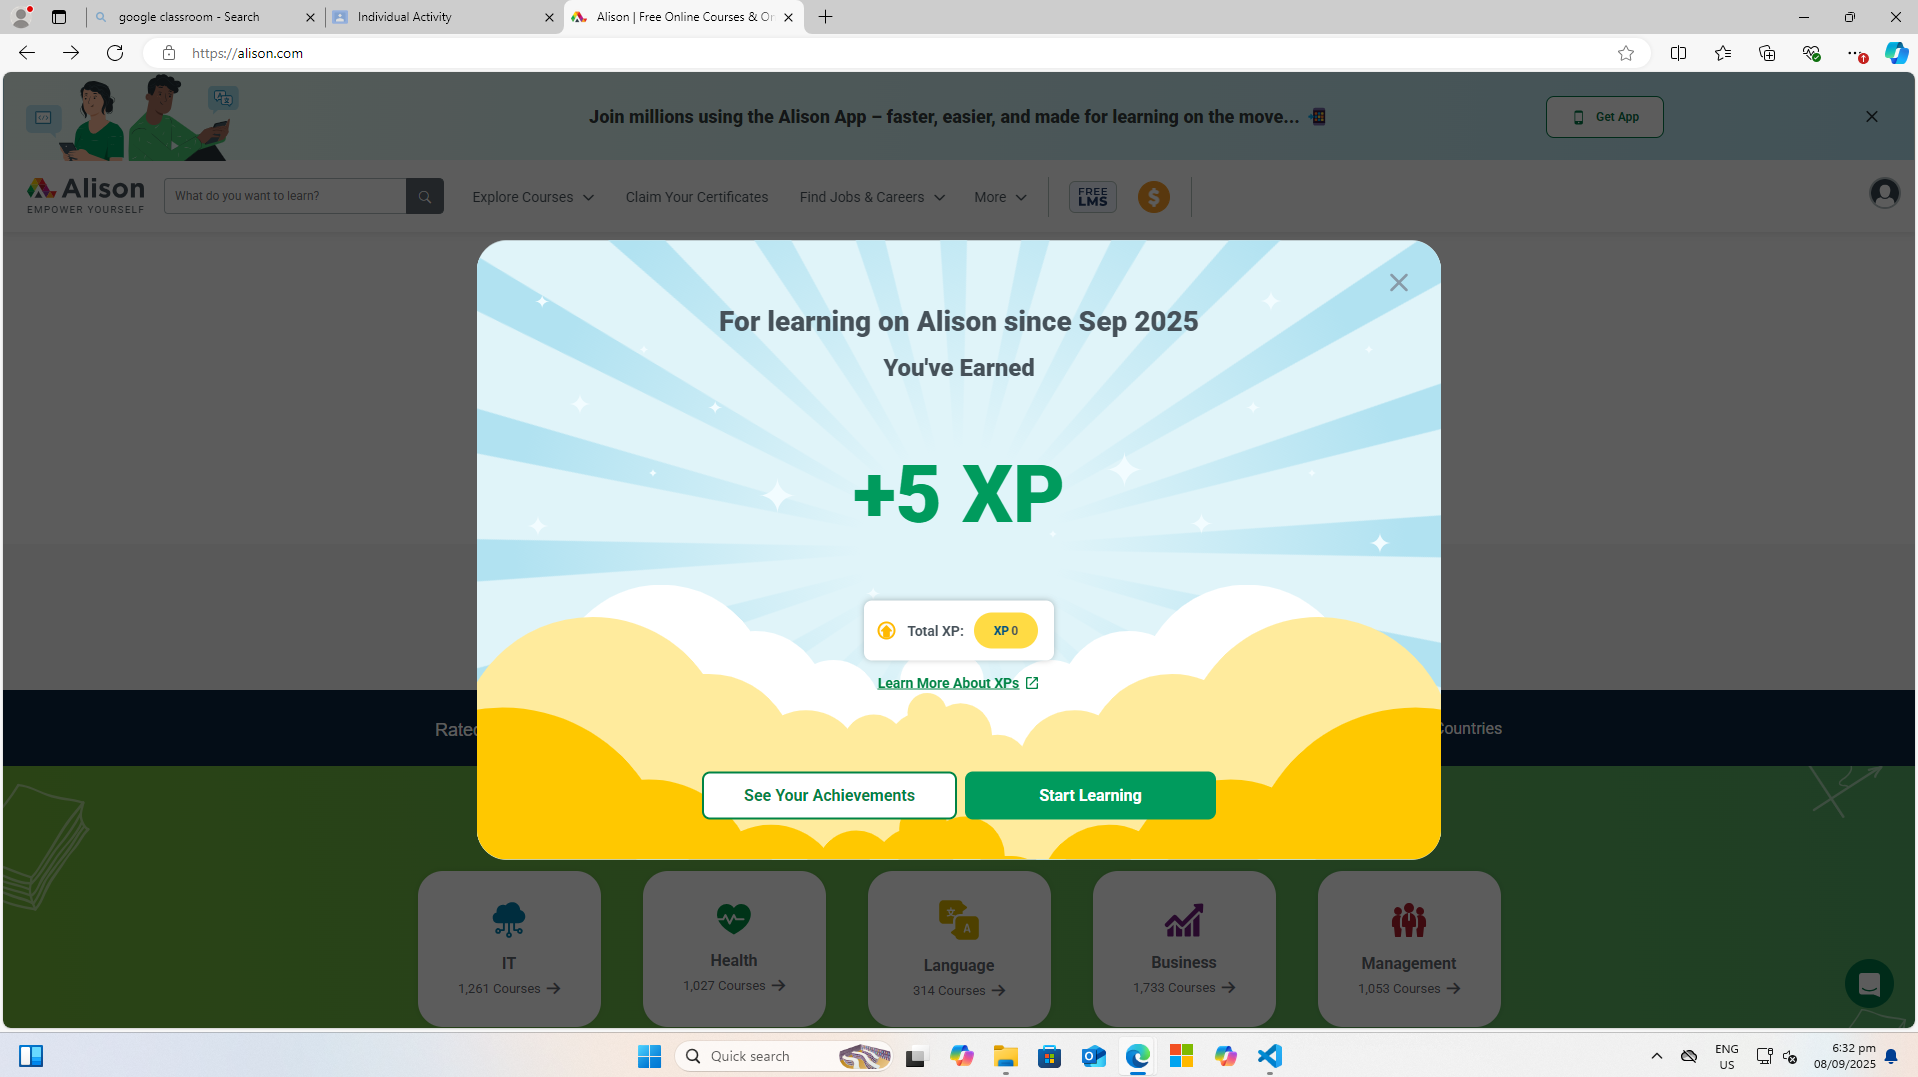 google classroom - Search
Individual Activity
Alison | Free Online Courses & On
https://alison.com
Join millions using the Alison App – faster, easier, and made for learning on the move...
Get App
Alison
EMPOWER YOURSELF
What do you want to learn?
Explore Courses
Claim Your Certificates
Find Jobs & Careers
More
FREE
LMS
For learning on Alison since Sep 2025
You've Earned
+5 XP
Total XP:
XP 0
Learn More About XPs
Rated
Countries
See Your Achievements
Start Learning
IT
1,261 Courses
Health
1,027 Courses
Language
314 Courses
Business
1,733 Courses
Management
1,053 Courses
Quick search
ENG
US
6:32 pm
08/09/2025